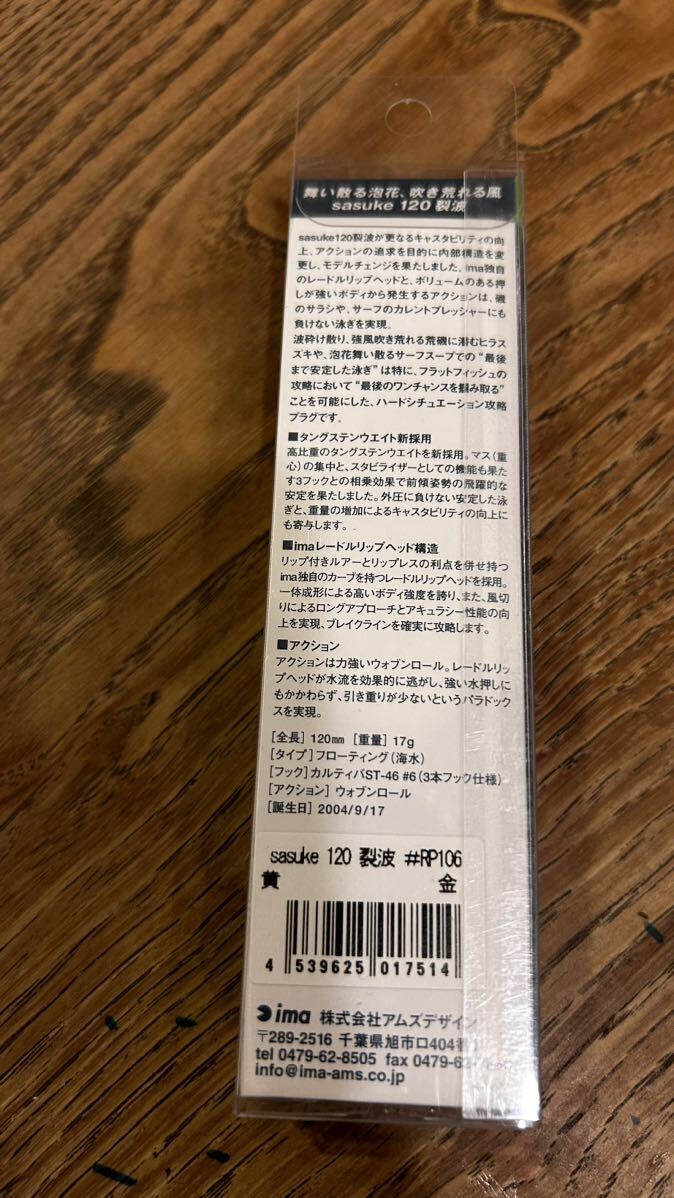 舞い散る泡花、吹き荒れる風
sasuke 120 裂波
sasuke120裂波が更なるキャスタビリティの向
上、アクションの追求を目的に内部構造を変
更し、モデルチェンジを果たしました。ima独自
のレードルリップヘッドと、ボリュームのある押
しが強いボディから発生するアクションは、磯
のサラシや、サーフのカレントプレッシャーにも
負けない泳ぎを実現。
波砕け散り、強風吹き荒れる荒磯に潜むヒラス
ズキや、泡花舞い散るサーフスープでの“最後
まで安定した泳ぎ”は特に、フラットフィッシュの
攻略において“最後のワンチャンスを掴み取る”
ことを可能にした、ハードシチュエーション攻略
プラグです。
■タングステンウエイト新採用
高比重のタングステンウエイトを新採用。マス(重
心)の集中と、スタビライザーとしての機能も果た
す3フックとの相乗効果で前傾姿勢の飛躍的な
安定を果たしました。外圧に負けない安定した泳
ぎと、重量の増加によるキャスタビリティの向上に
も寄与します。
■imaレードルリップヘッド構造
リップ付きルアーとリップレスの利点を併せ持つ
ima独自のカーブを持つレードルリップヘッドを採用。
一体成形による高いボディ強度を誇り、また、風切
りによるロングアプローチとアキュラシー性能の向
上を実現、ブレイクラインを確実に攻略します。
■アクション
アクションは力強いウォブンロール。レードルリッ
プヘッドが水流を効果的に逃がし、強い水押しに
もかかわらず、引き重りが少ないというパラドック
スを実現。
[全長] 120mm [重量] 17g
[タイプ] フローティング(海水)
[フック] カルティバST-46 #6(3本フック仕様)
[アクション] ウォブンロール
[誕生日] 2004/9/17
sasuke 120 裂波 #RP106
黄 金
4 539625 017514
ima 株式会社アムズデザイン
〒289-2516 千葉県旭市ロ404番
tel 0479-62-8505 fax 0479-62-
info@ima-ams.co.jp